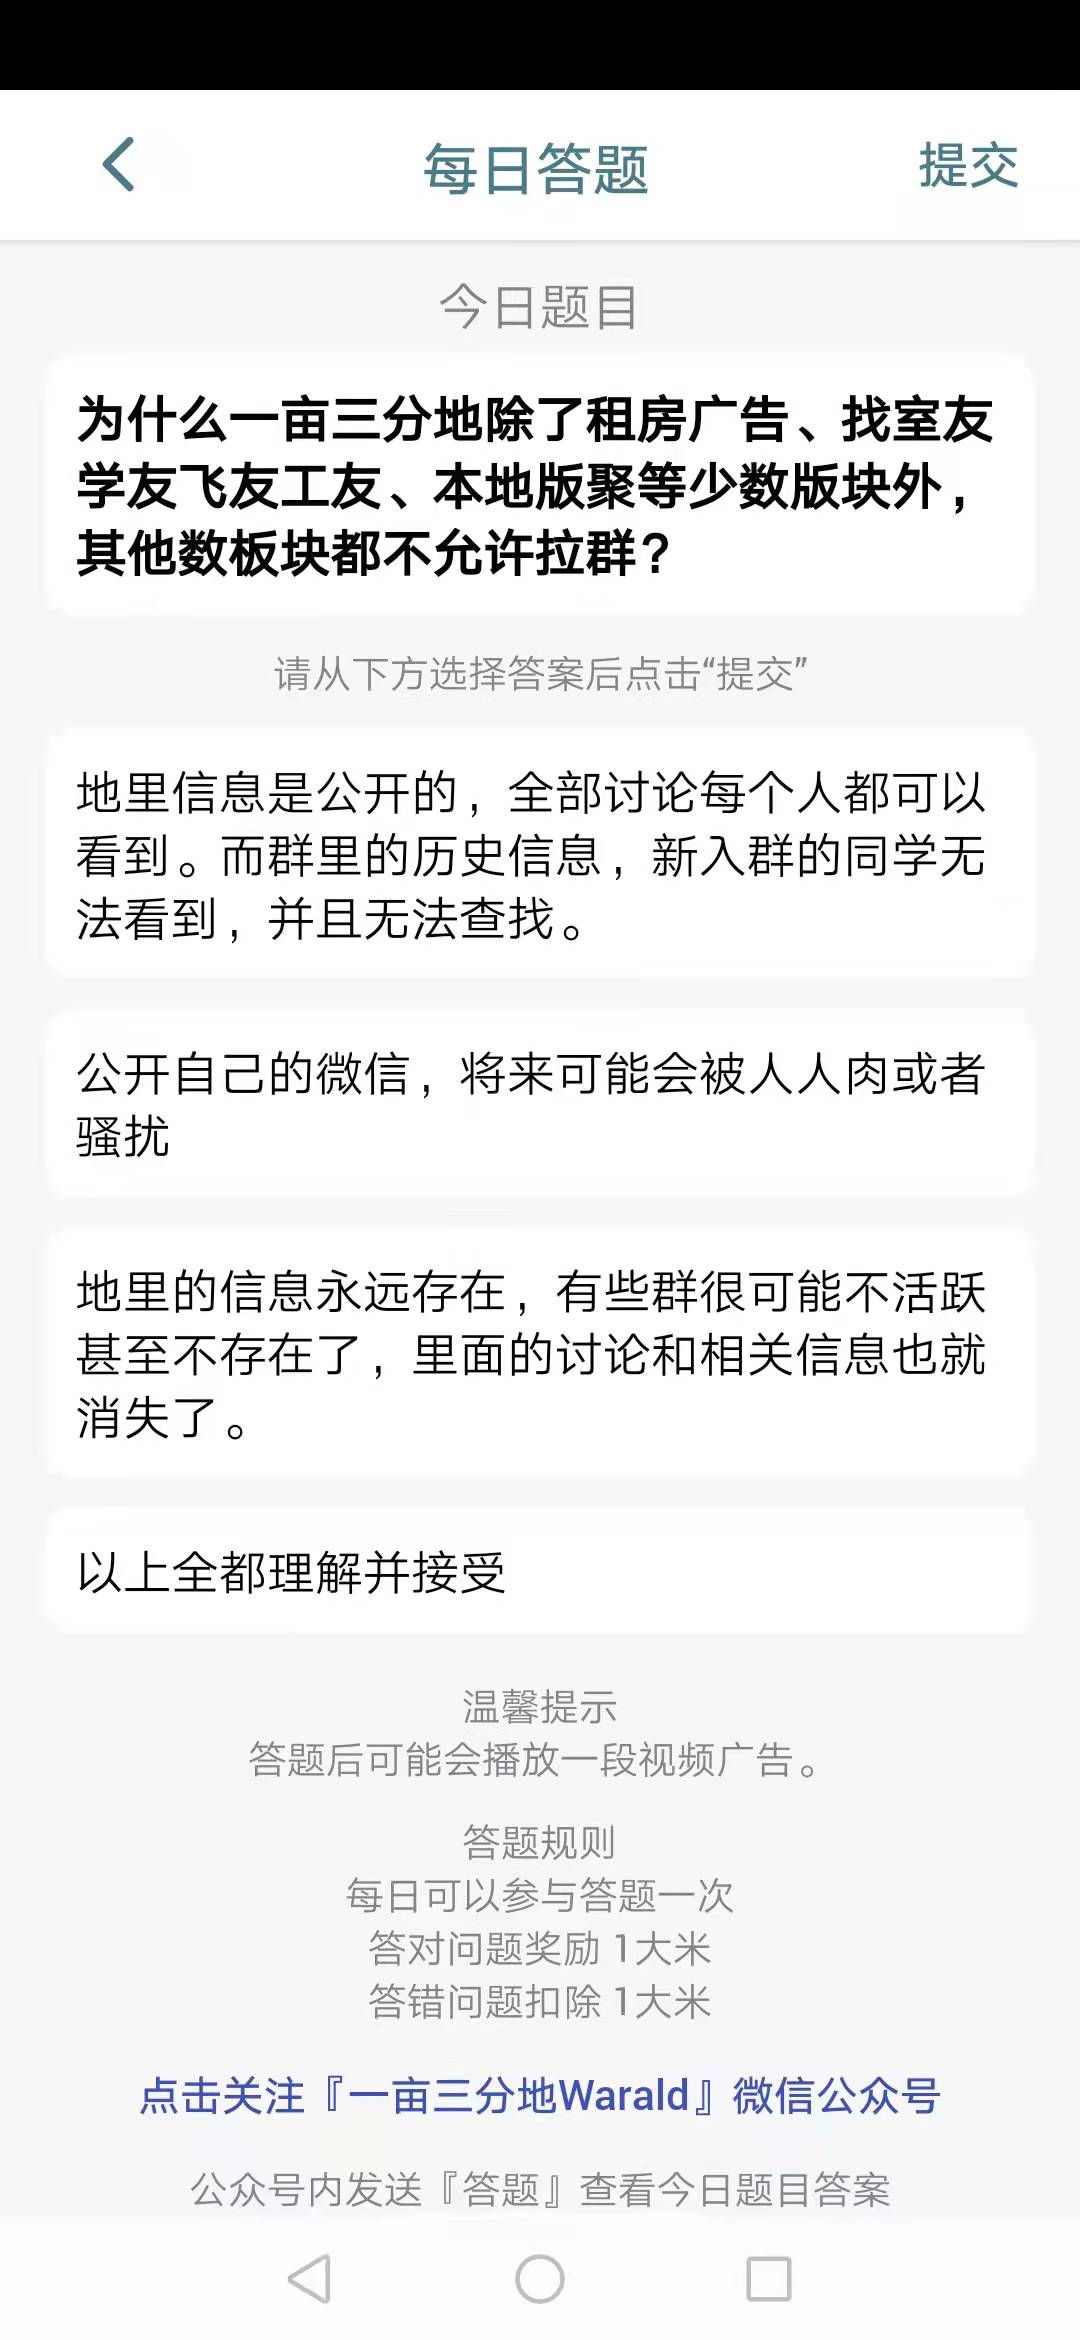 每日答题
提交
今日题目
为什么一亩三分地除了租房广告、找室友
学友飞友工友、本地版聚等少数版块外，
其他数板块都不允许拉群？
请从下方选择答案后点击“提交”
地里信息是公开的，全部讨论每个人都可以
看到。而群里的历史信息，新入群的同学无
法看到，并且无法查找。
公开自己的微信，将来可能会被人人肉或者
骚扰
地里的信息永远存在，有些群很可能不活跃
甚至不存在了，里面的讨论和相关信息也就
消失了。
以上全都理解并接受
温馨提示
答题后可能会播放一段视频广告。
答题规则
每日可以参与答题一次
答对问题奖励 1大米
答错问题扣除 1大米
点击关注『一亩三分地Warald』微信公众号
公众号内发送『答题』查看今日题目答案